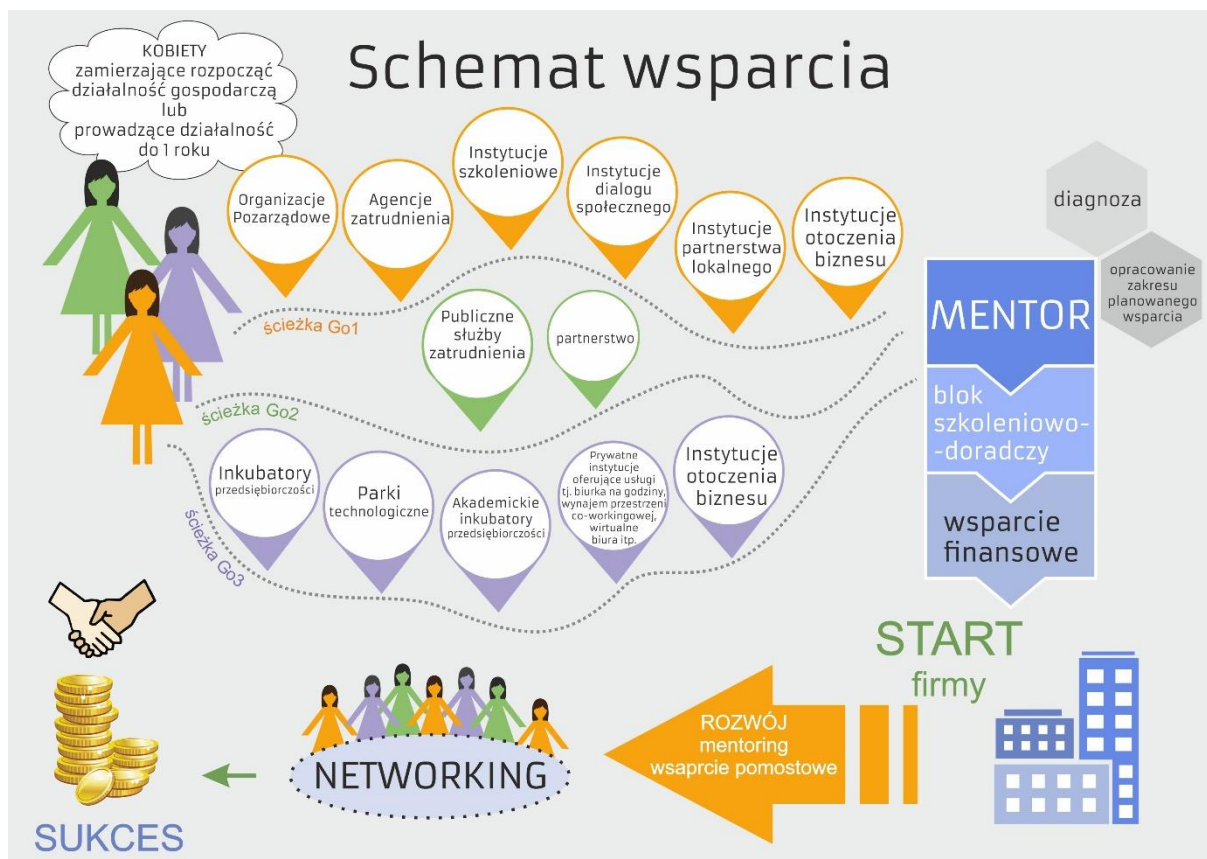 Schemat wsparcia
KOBIETY
zamierzające rozpocząć
działalność gospodarczą
lub
prowadzące działalność
do 1 roku
Organizacje
Pozarządowe
Agencje
zatrudnienia
Instytucje
szkoleniowe
Instytucje
dialogu
społecznego
Instytucje
partnerstwa
lokalnego
Instytucje
otoczenia
biznesu
ścieżka Go1
Publiczne
służby
zatrudnienia
partnerstwo
ścieżka Go2
Inkubatory
przedsiębiorczości
Parki
technologiczne
Akademickie
inkubatory
przedsiębiorczości
Prywatne
instytucje
oferujące usługi
tj. biurka na godziny,
wynajem przestrzeni
co-workingowej,
wirtualne
biura itp.
Instytucje
otoczenia
biznesu
ścieżka Go3
diagnoza
opracowanie
zakresu
planowanego
wsparcia
MENTOR
blok
szkoleniowo-
-doradczy
wsparcie
finansowe
START
firmy
ROZWÓJ
mentoring
wsaprcie pomostowe
NETWORKING
SUKCES